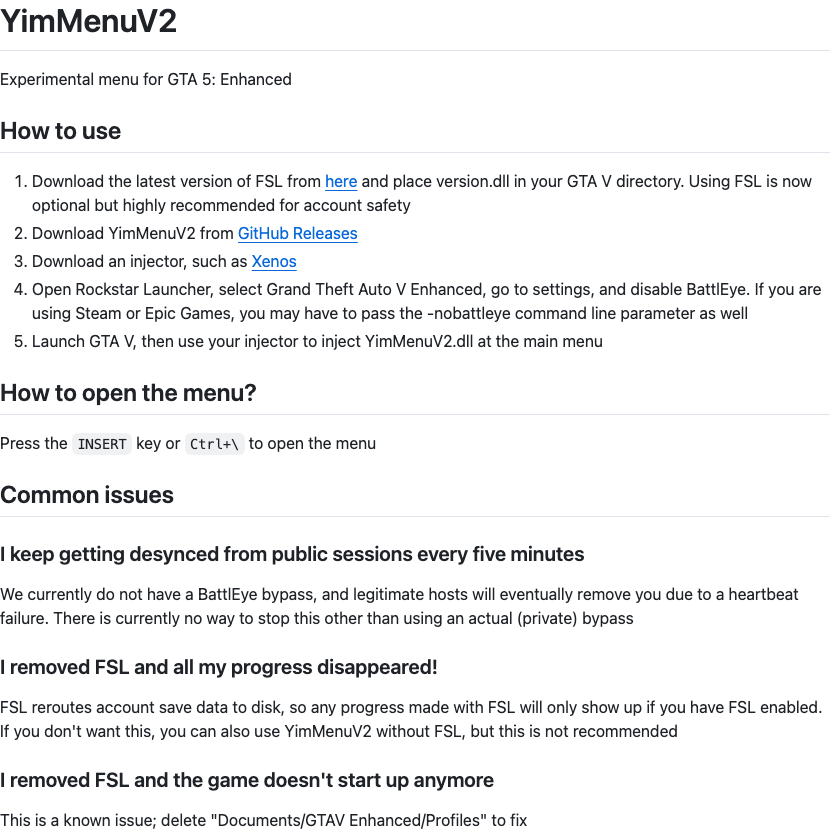 YimMenuV2
Experimental menu for GTA 5: Enhanced
How to use
1. Download the latest version of FSL from here and place version.dll in your GTA V directory. Using FSL is now
optional but highly recommended for account safety
2. Download YimMenuV2 from GitHub Releases
3. Download an injector, such as Xenos
4. Open Rockstar Launcher, select Grand Theft Auto V Enhanced, go to settings, and disable BattlEye. If you are
using Steam or Epic Games, you may have to pass the -nobattleye command line parameter as well
5. Launch GTA V, then use your injector to inject YimMenuV2.dll at the main menu
How to open the menu?
Press the INSERT key or Ctrl+\ to open the menu
Common issues
I keep getting desynced from public sessions every five minutes
We currently do not have a BattlEye bypass, and legitimate hosts will eventually remove you due to a heartbeat
failure. There is currently no way to stop this other than using an actual (private) bypass
I removed FSL and all my progress disappeared!
FSL reroutes account save data to disk, so any progress made with FSL will only show up if you have FSL enabled.
If you don't want this, you can also use YimMenuV2 without FSL, but this is not recommended
I removed FSL and the game doesn't start up anymore
This is a known issue; delete "Documents/GTAV Enhanced/Profiles" to fix